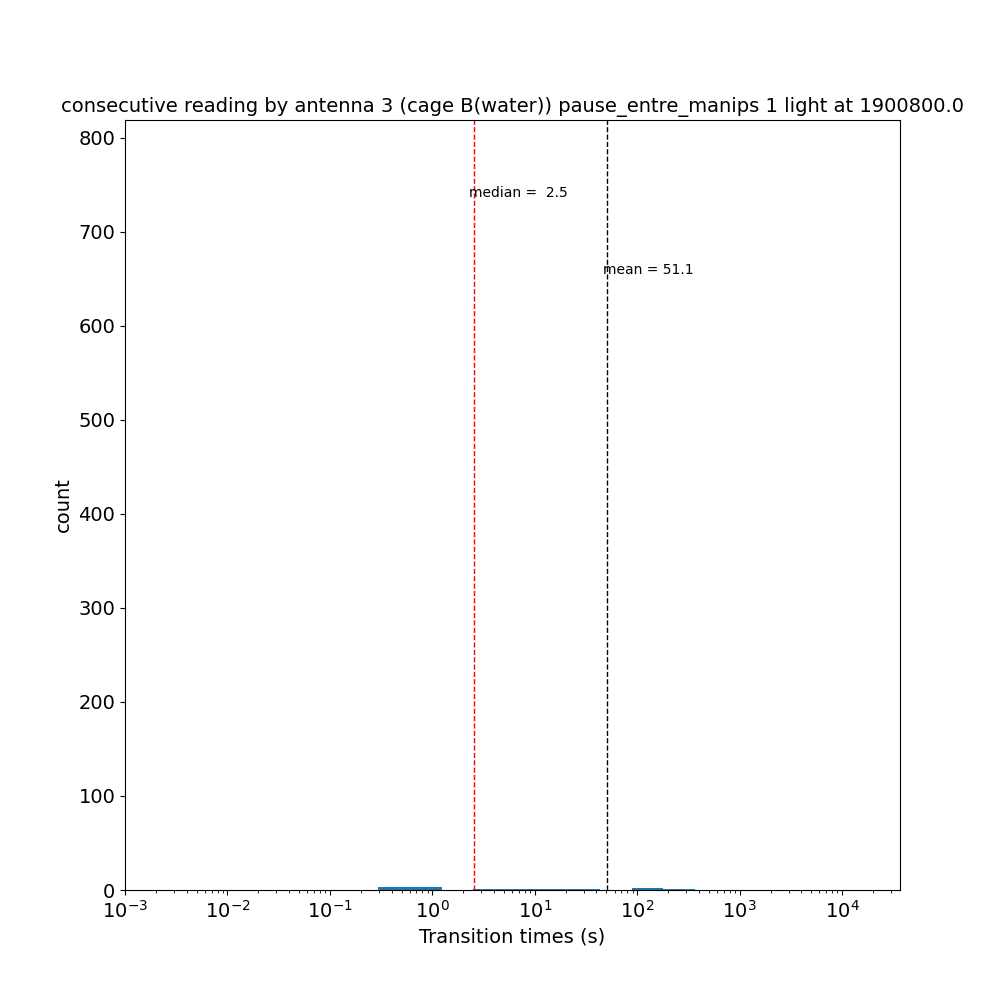 consecutive reading by antenna 3 (cage B(water)) pause_entre_manips 1 light at 1900800.0
800
median =  2.5
700
mean = 51.1
600
500
400
count
300
200
100
0
10⁻³ 10⁻² 10⁻¹ 10⁰ 10¹ 10² 10³ 10⁴
Transition times (s)